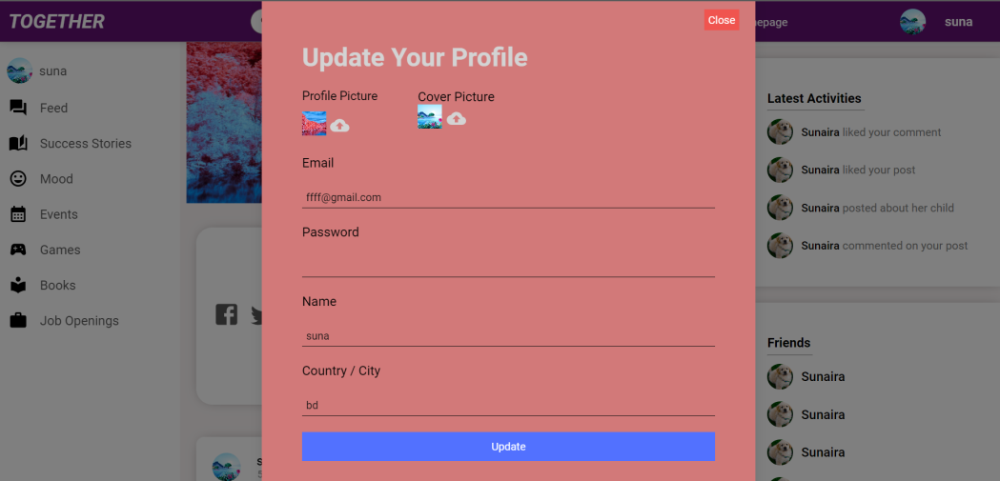 TOGETHER
epage
suna
Close
suna
Feed
Success Stories
Mood
Events
Games
Books
Job Openings
Update Your Profile
Profile Picture
Cover Picture
Email
ffff@gmail.com
Password
Name
suna
Country / City
bd
Update
Latest Activities
Sunaira liked your comment
Sunaira liked your post
Sunaira posted about her child
Sunaira commented on your post
Friends
Sunaira
Sunaira
Sunaira